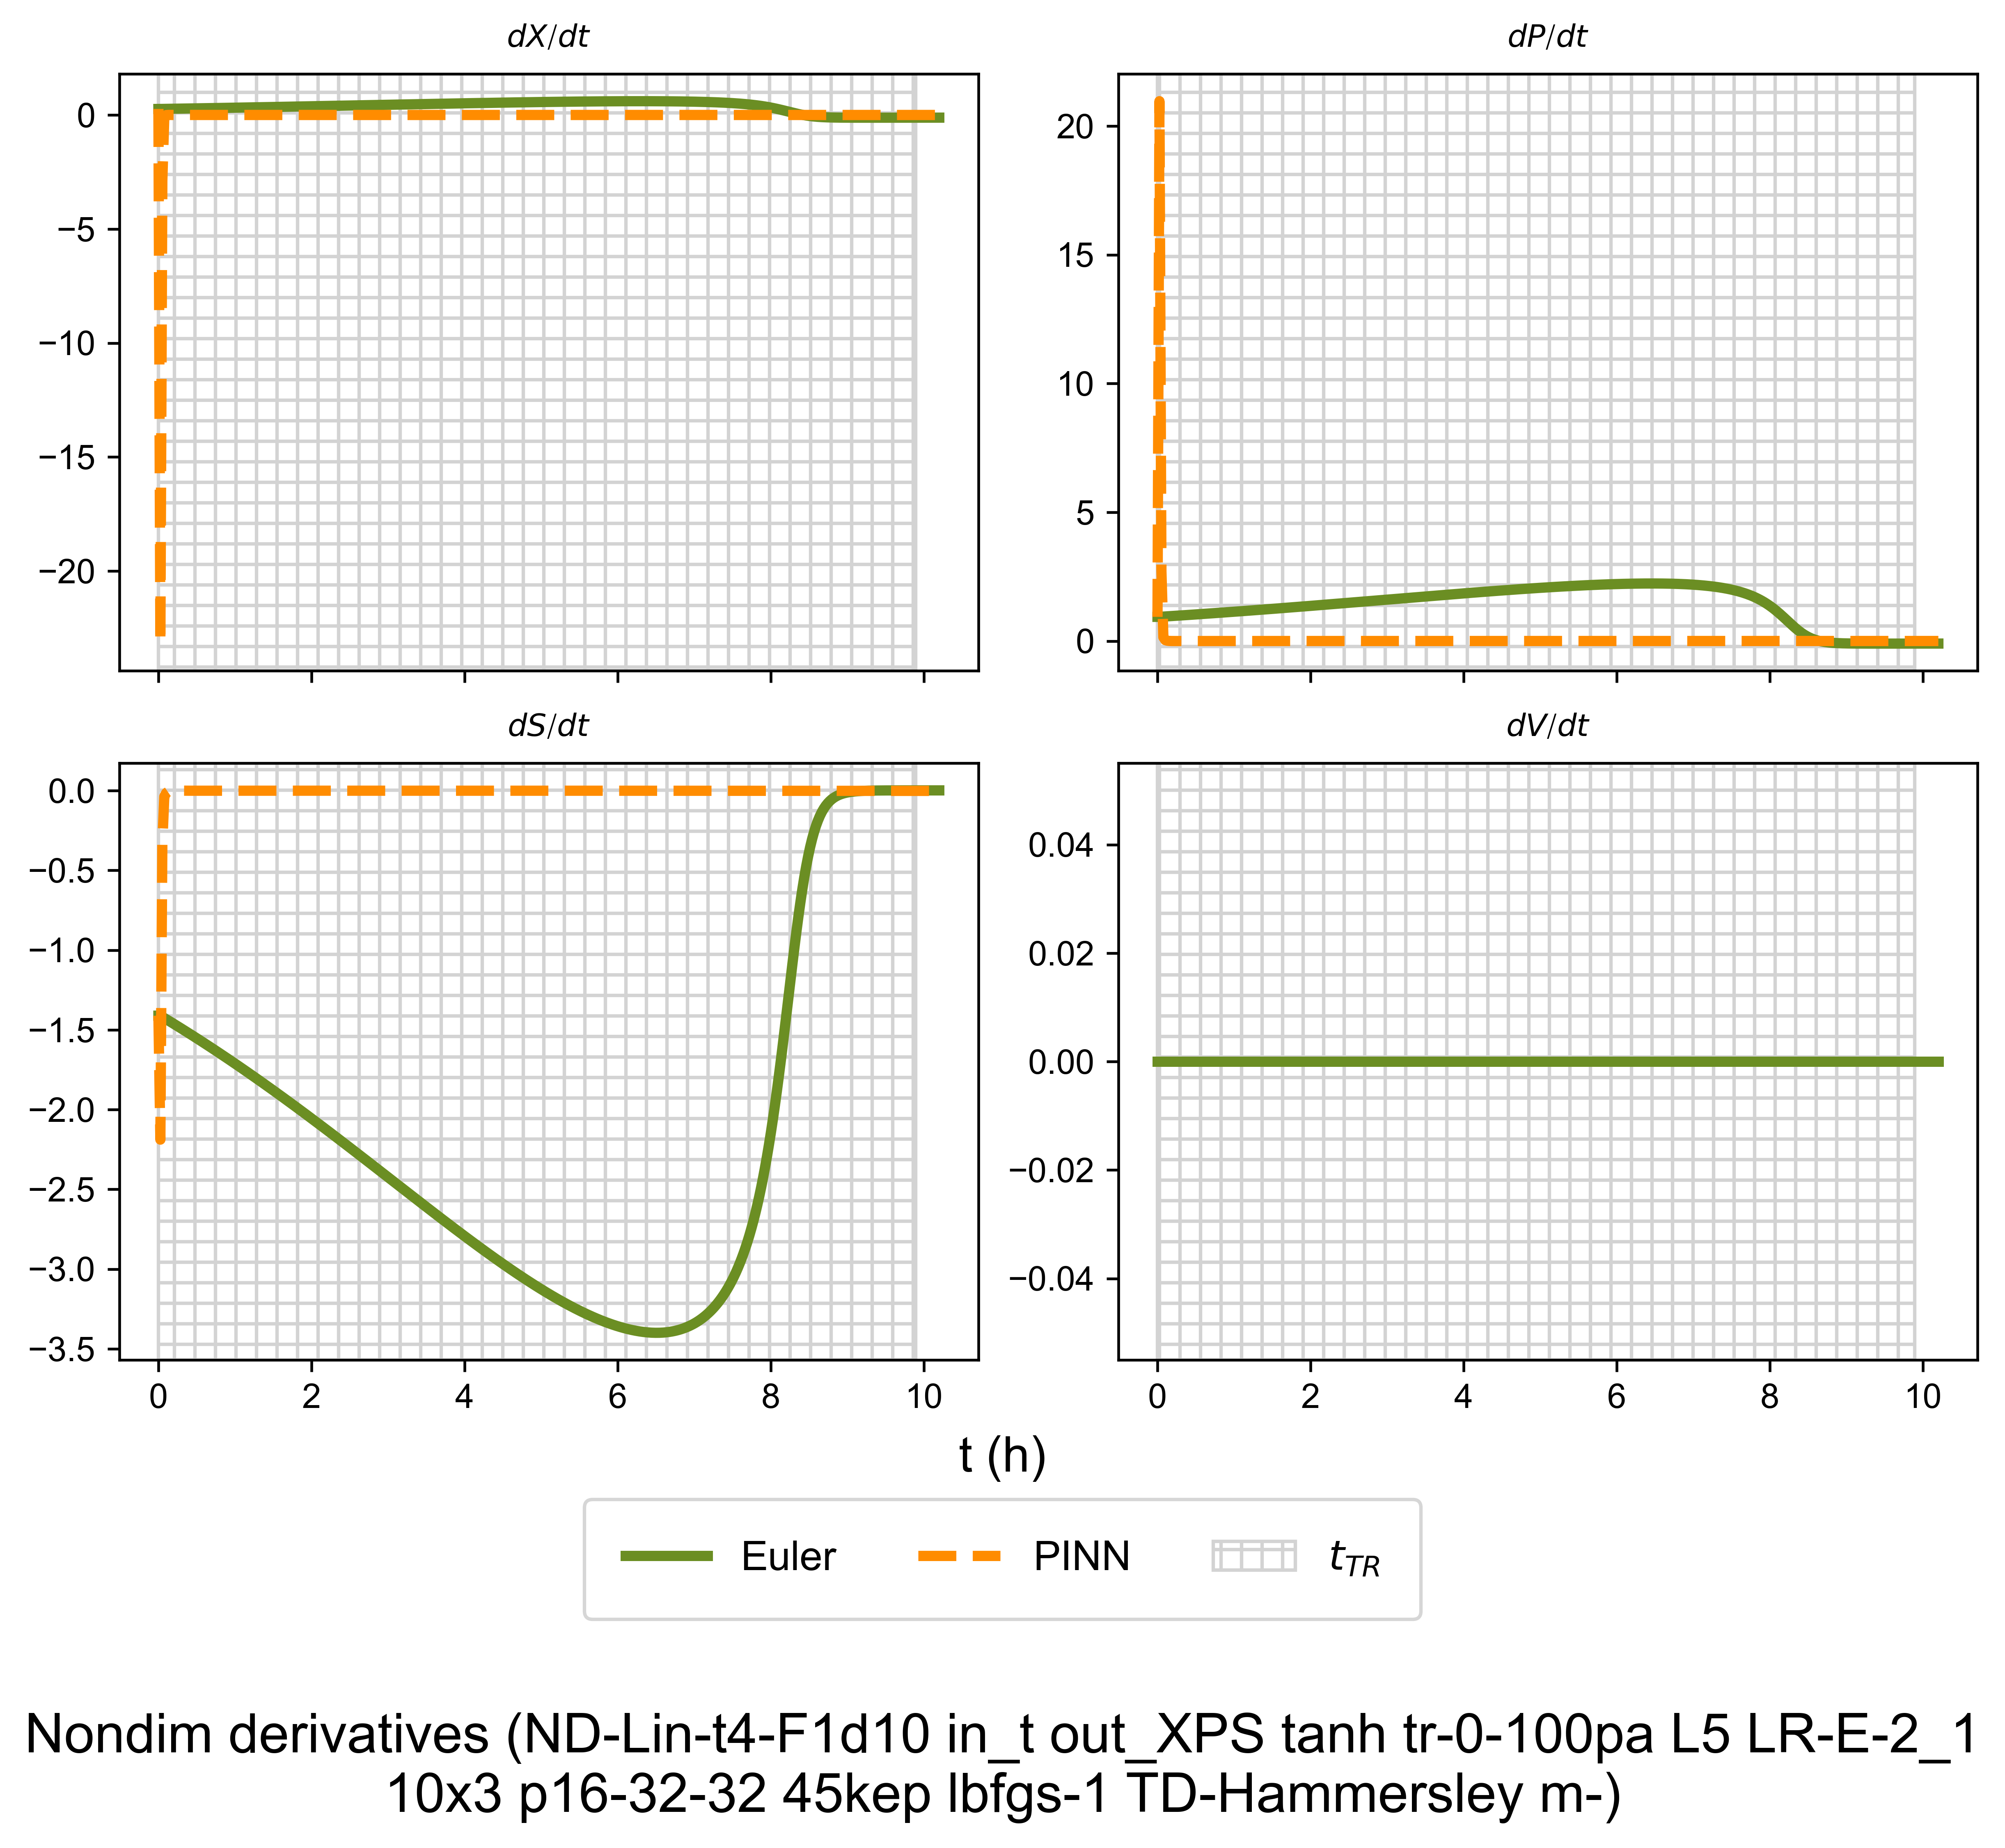 dX/dt
dP/dt
0
−5
−10
−15
−20
20
15
10
5
0
dS/dt
dV/dt
0.0
−0.5
−1.0
−1.5
−2.0
−2.5
−3.0
−3.5
0.04
0.02
0.00
−0.02
−0.04
0 2 4 6 8 10
0 2 4 6 8 10
t (h)
Euler PINN t_TR
Nondim derivatives (ND-Lin-t4-F1d10 in_t out_XPS tanh tr-0-100pa L5 LR-E-2_1
10x3 p16-32-32 45kep lbfgs-1 TD-Hammersley m-)